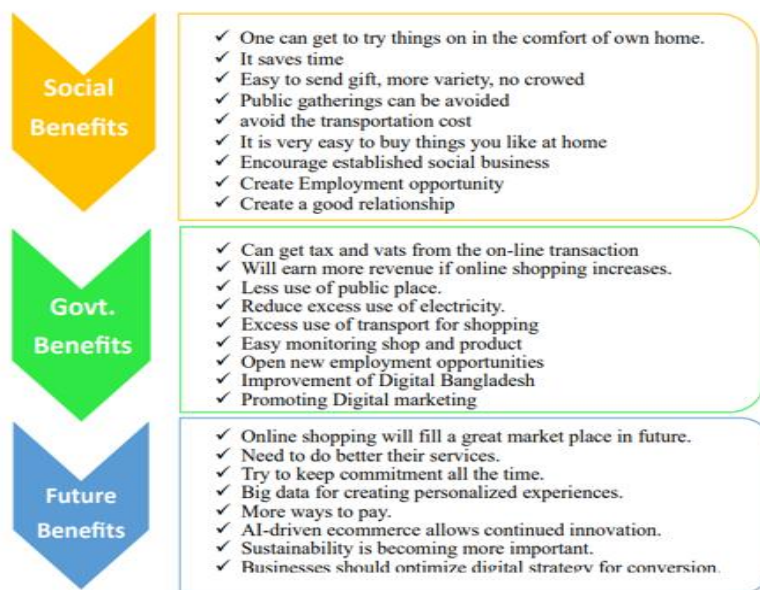 Social
Benefits
✓ One can get to try things on in the comfort of own home.
✓ It saves time
✓ Easy to send gift, more variety, no crowed
✓ Public gatherings can be avoided
✓ avoid the transportation cost
✓ It is very easy to buy things you like at home
✓ Encourage established social business
✓ Create Employment opportunity
✓ Create a good relationship
Govt.
Benefits
✓ Can get tax and vats from the on-line transaction
✓ Will earn more revenue if online shopping increases.
✓ Less use of public place.
✓ Reduce excess use of electricity.
✓ Excess use of transport for shopping
✓ Easy monitoring shop and product
✓ Open new employment opportunities
✓ Improvement of Digital Bangladesh
✓ Promoting Digital marketing
Future
Benefits
✓ Online shopping will fill a great market place in future.
✓ Need to do better their services.
✓ Try to keep commitment all the time.
✓ Big data for creating personalized experiences.
✓ More ways to pay.
✓ AI-driven ecommerce allows continued innovation.
✓ Sustainability is becoming more important.
✓ Businesses should optimize digital strategy for conversion.